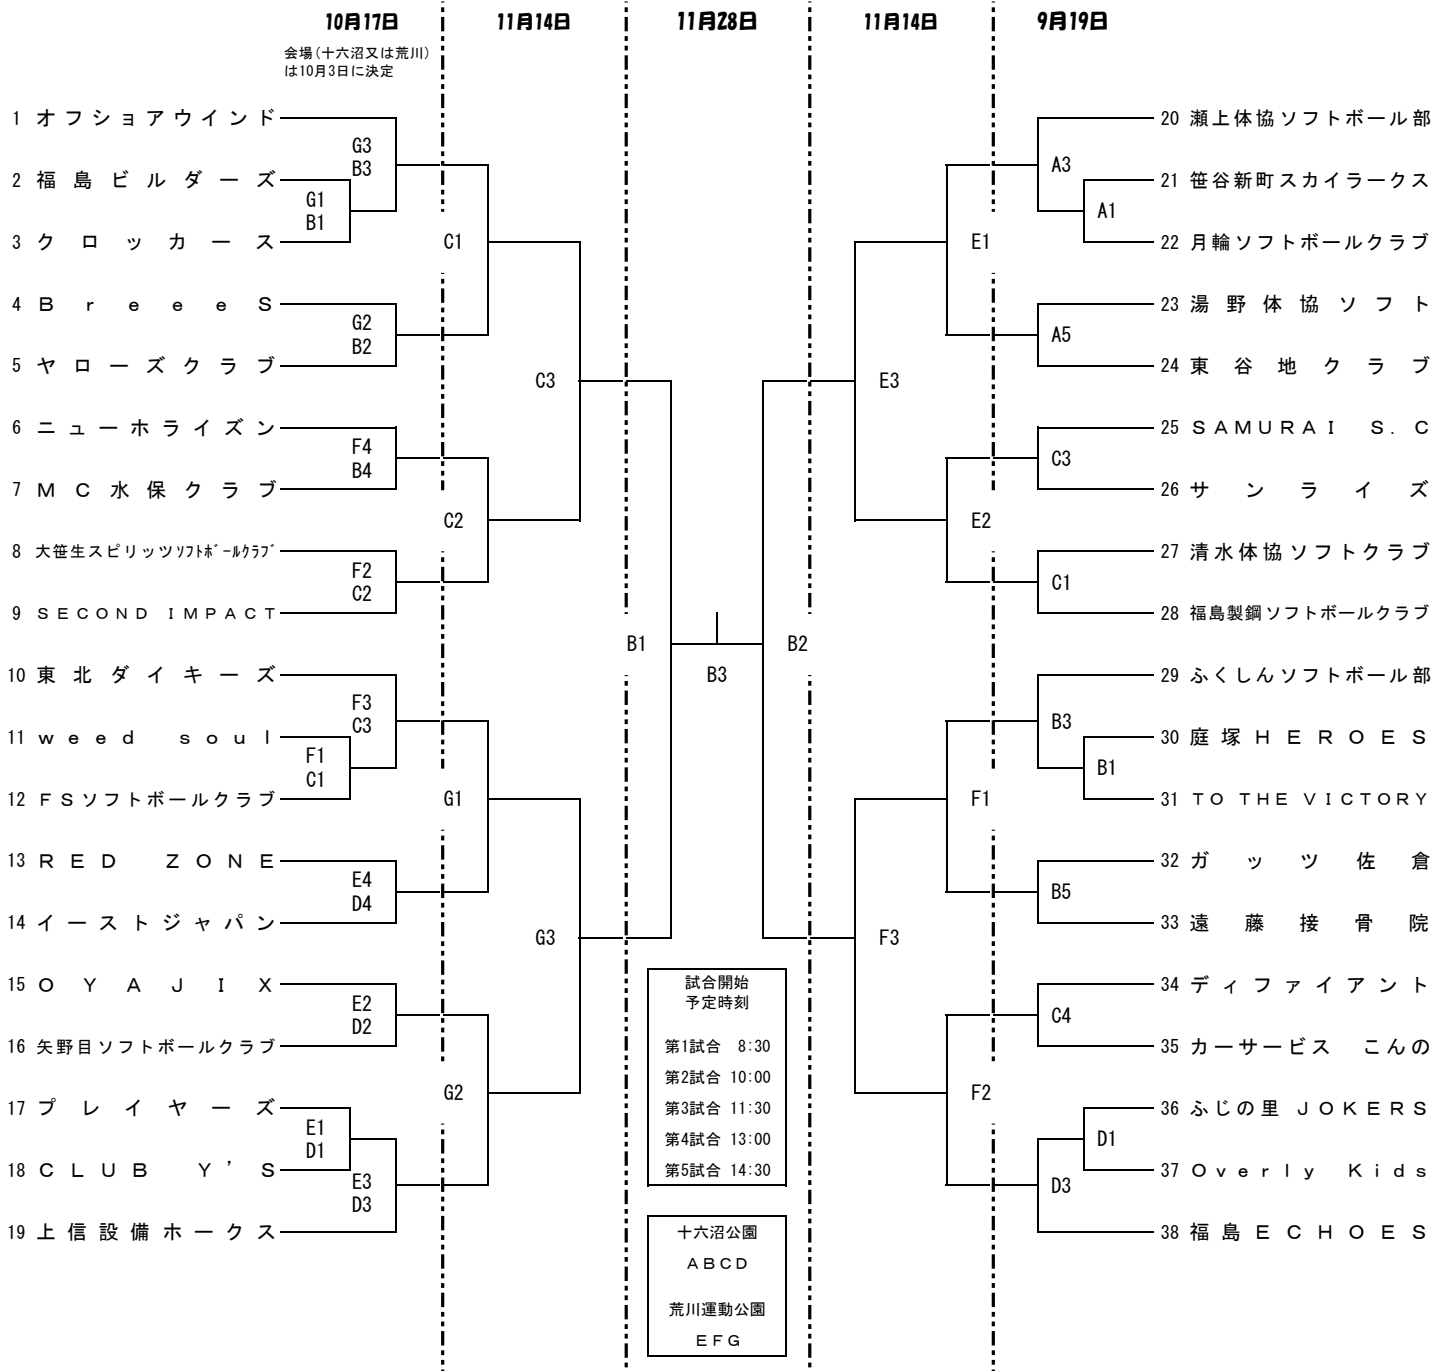 10月17日
11月14日
11月28日
11月14日
9月19日
会場(十六沼又は荒川)
は10月3日に決定
1 オフショアウインド
2 福島ビルダーズ
3 クロッカース
4 BreeeS
5 ヤローズクラブ
6 ニューホライズン
7 MC水保クラブ
8 大笹生スピリッツソフトボールクラブ
9 SECOND IMPACT
10 東北ダイキーズ
11 weed soul
12 FSソフトボールクラブ
13 RED ZONE
14 イーストジャパン
15 OYAJIX
16 矢野目ソフトボールクラブ
17 プレイヤーズ
18 CLUB Y'S
19 上信設備ホークス
G3
B3
G1
B1
G2
B2
F4
B4
F2
C2
F3
C3
F1
C1
E4
D4
E2
D2
E1
D1
E3
D3
C1
C2
G1
G2
C3
G3
B1
B3
B2
E3
F3
E1
E2
F1
F2
A3
A1
A5
C3
C1
B3
B1
B5
C4
D1
D3
20 瀬上体協ソフトボール部
21 笹谷新町スカイラークス
22 月輪ソフトボールクラブ
23 湯野体協ソフト
24 東谷地クラブ
25 SAMURAI S.C
26 サンライズ
27 清水体協ソフトクラブ
28 福島製鋼ソフトボールクラブ
29 ふくしんソフトボール部
30 庭塚HEROES
31 TO THE VICTORY
32 ガッツ佐倉
33 遠藤接骨院
34 ディファイアント
35 カーサービス こんの
36 ふじの里 JOKERS
37 Overly Kids
38 福島ECHOES
試合開始
予定時刻
第1試合 8:30
第2試合 10:00
第3試合 11:30
第4試合 13:00
第5試合 14:30
十六沼公園
ABCD
荒川運動公園
EFG